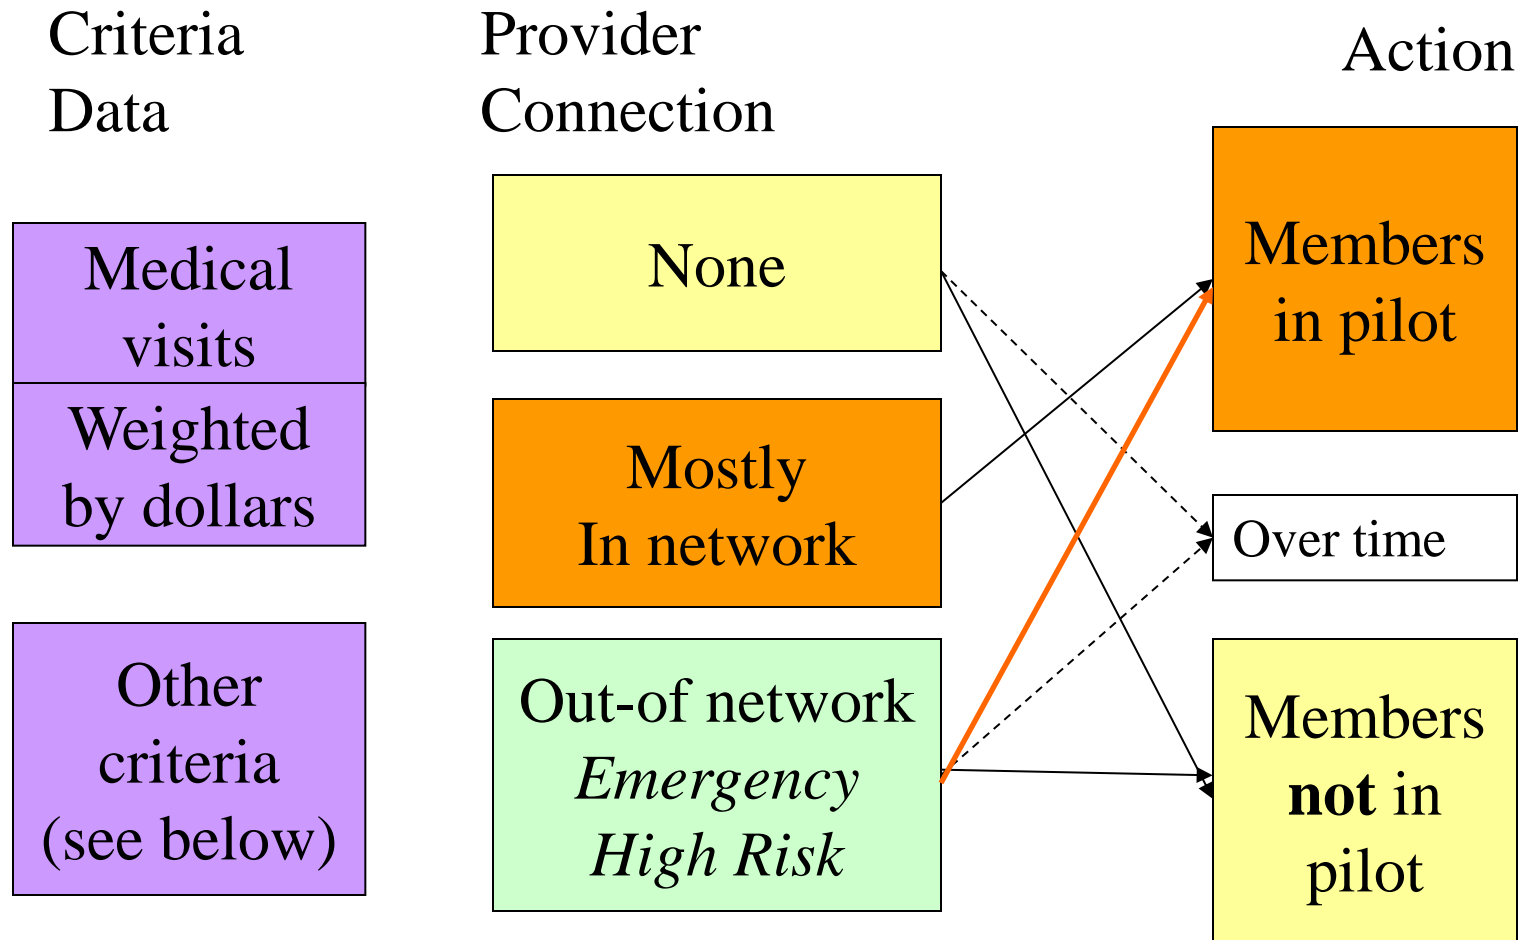 Criteria
Data
Provider
Connection
Action
Medical
visits
Weighted
by dollars
Other
criteria
(see below)
None
Mostly
In network
Out-of network
Emergency
High Risk
Members
in pilot
Over time
Members
not in
pilot